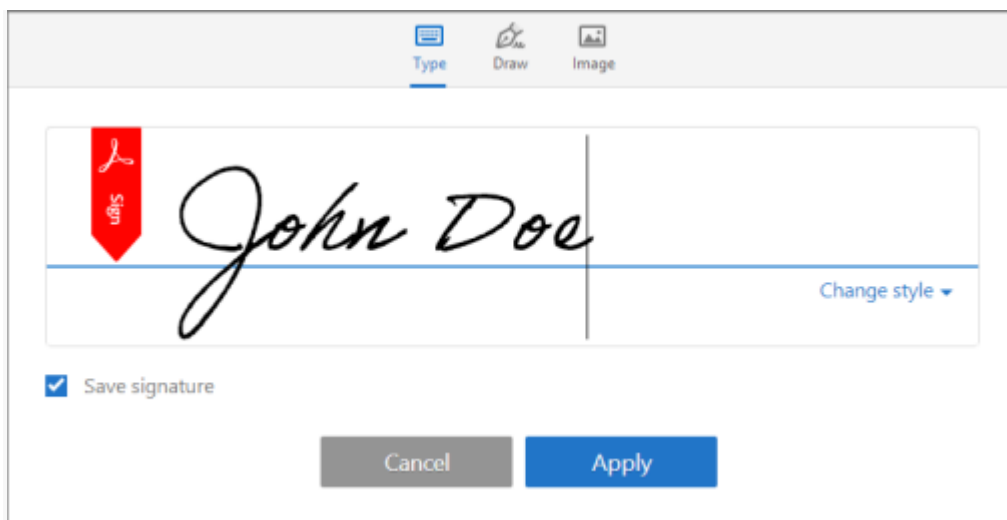 Type Draw Image
Sign
John Doe
Change style
Save signature
Cancel Apply